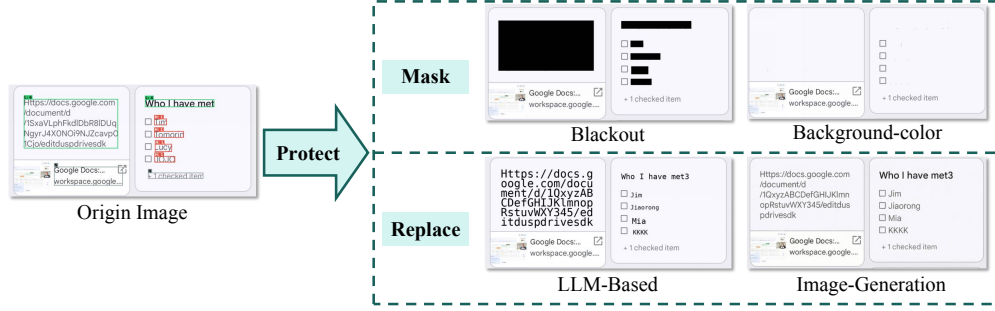 Https://docs.google.com
/document/d
/1SxaVLphFkdlDbR8lDUq
NgyrJ4X0NOi9NJZcavp0
1Cjo/editduspdrivesdk
Google Docs:...
workspace.google....
Who I have met
Tim
Tomorin
Lucy
+ 1 checked item
Origin Image
Protect
Mask
Google Docs:...
workspace.google....
+ 1 checked item
Blackout
Google Docs:...
workspace.google....
+ 1 checked item
Background-color
Replace
Https://docs.g
oogle.com/docu
ment/d/1QxyzAB
CDefGHIJKlmnop
RstuvWXY345/ed
itduspdrivesdk
Google Docs:...
workspace.google....
Who I have met3
Jim
Jiaorong
Mia
KKKK
+ 1 checked item
LLM-Based
Https://docs.google.com
/document/d
/1QxyzABCDefGHIJKlmn
opRstuvWXY345/editdus
pdrivesdk
Google Docs:...
workspace.google....
Who I have met3
Jim
Jiaorong
Mia
KKKK
+ 1 checked item
Image-Generation